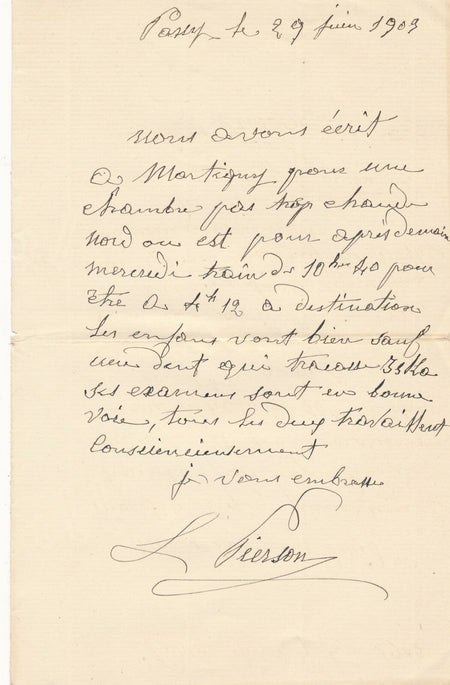 Passy le 29 juin 1903
nous avons écrit
à Martigny pour une
chambre pas trop chaude
nord ou est pour après demain
mercredi train de 10h 40 pour
être à 4h 12 à destination
les enfans vont bien sauf
une dent qui tracasse
ses examens sont en bonne
voie, tous les deux travaillent
consciencieusement
je vous embrasse
L Pierson